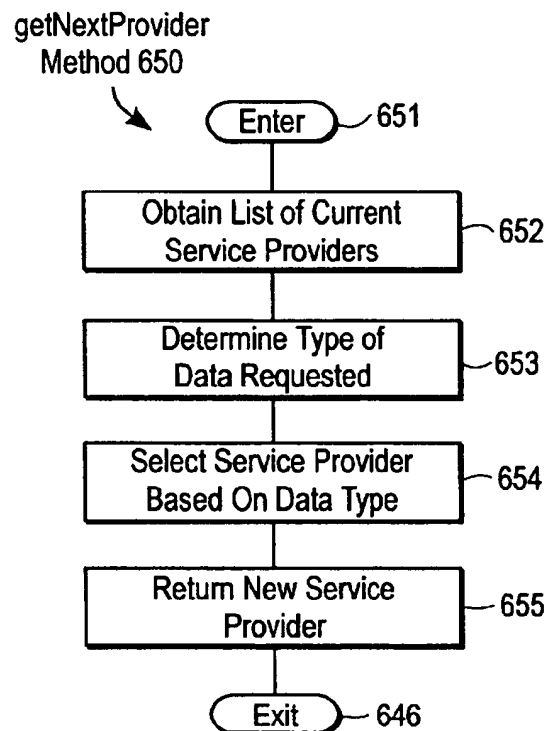 getNextProvider
Method 650
Enter
651
Obtain List of Current
Service Providers
652
Determine Type of
Data Requested
653
Select Service Provider
Based On Data Type
654
Return New Service
Provider
655
Exit
646